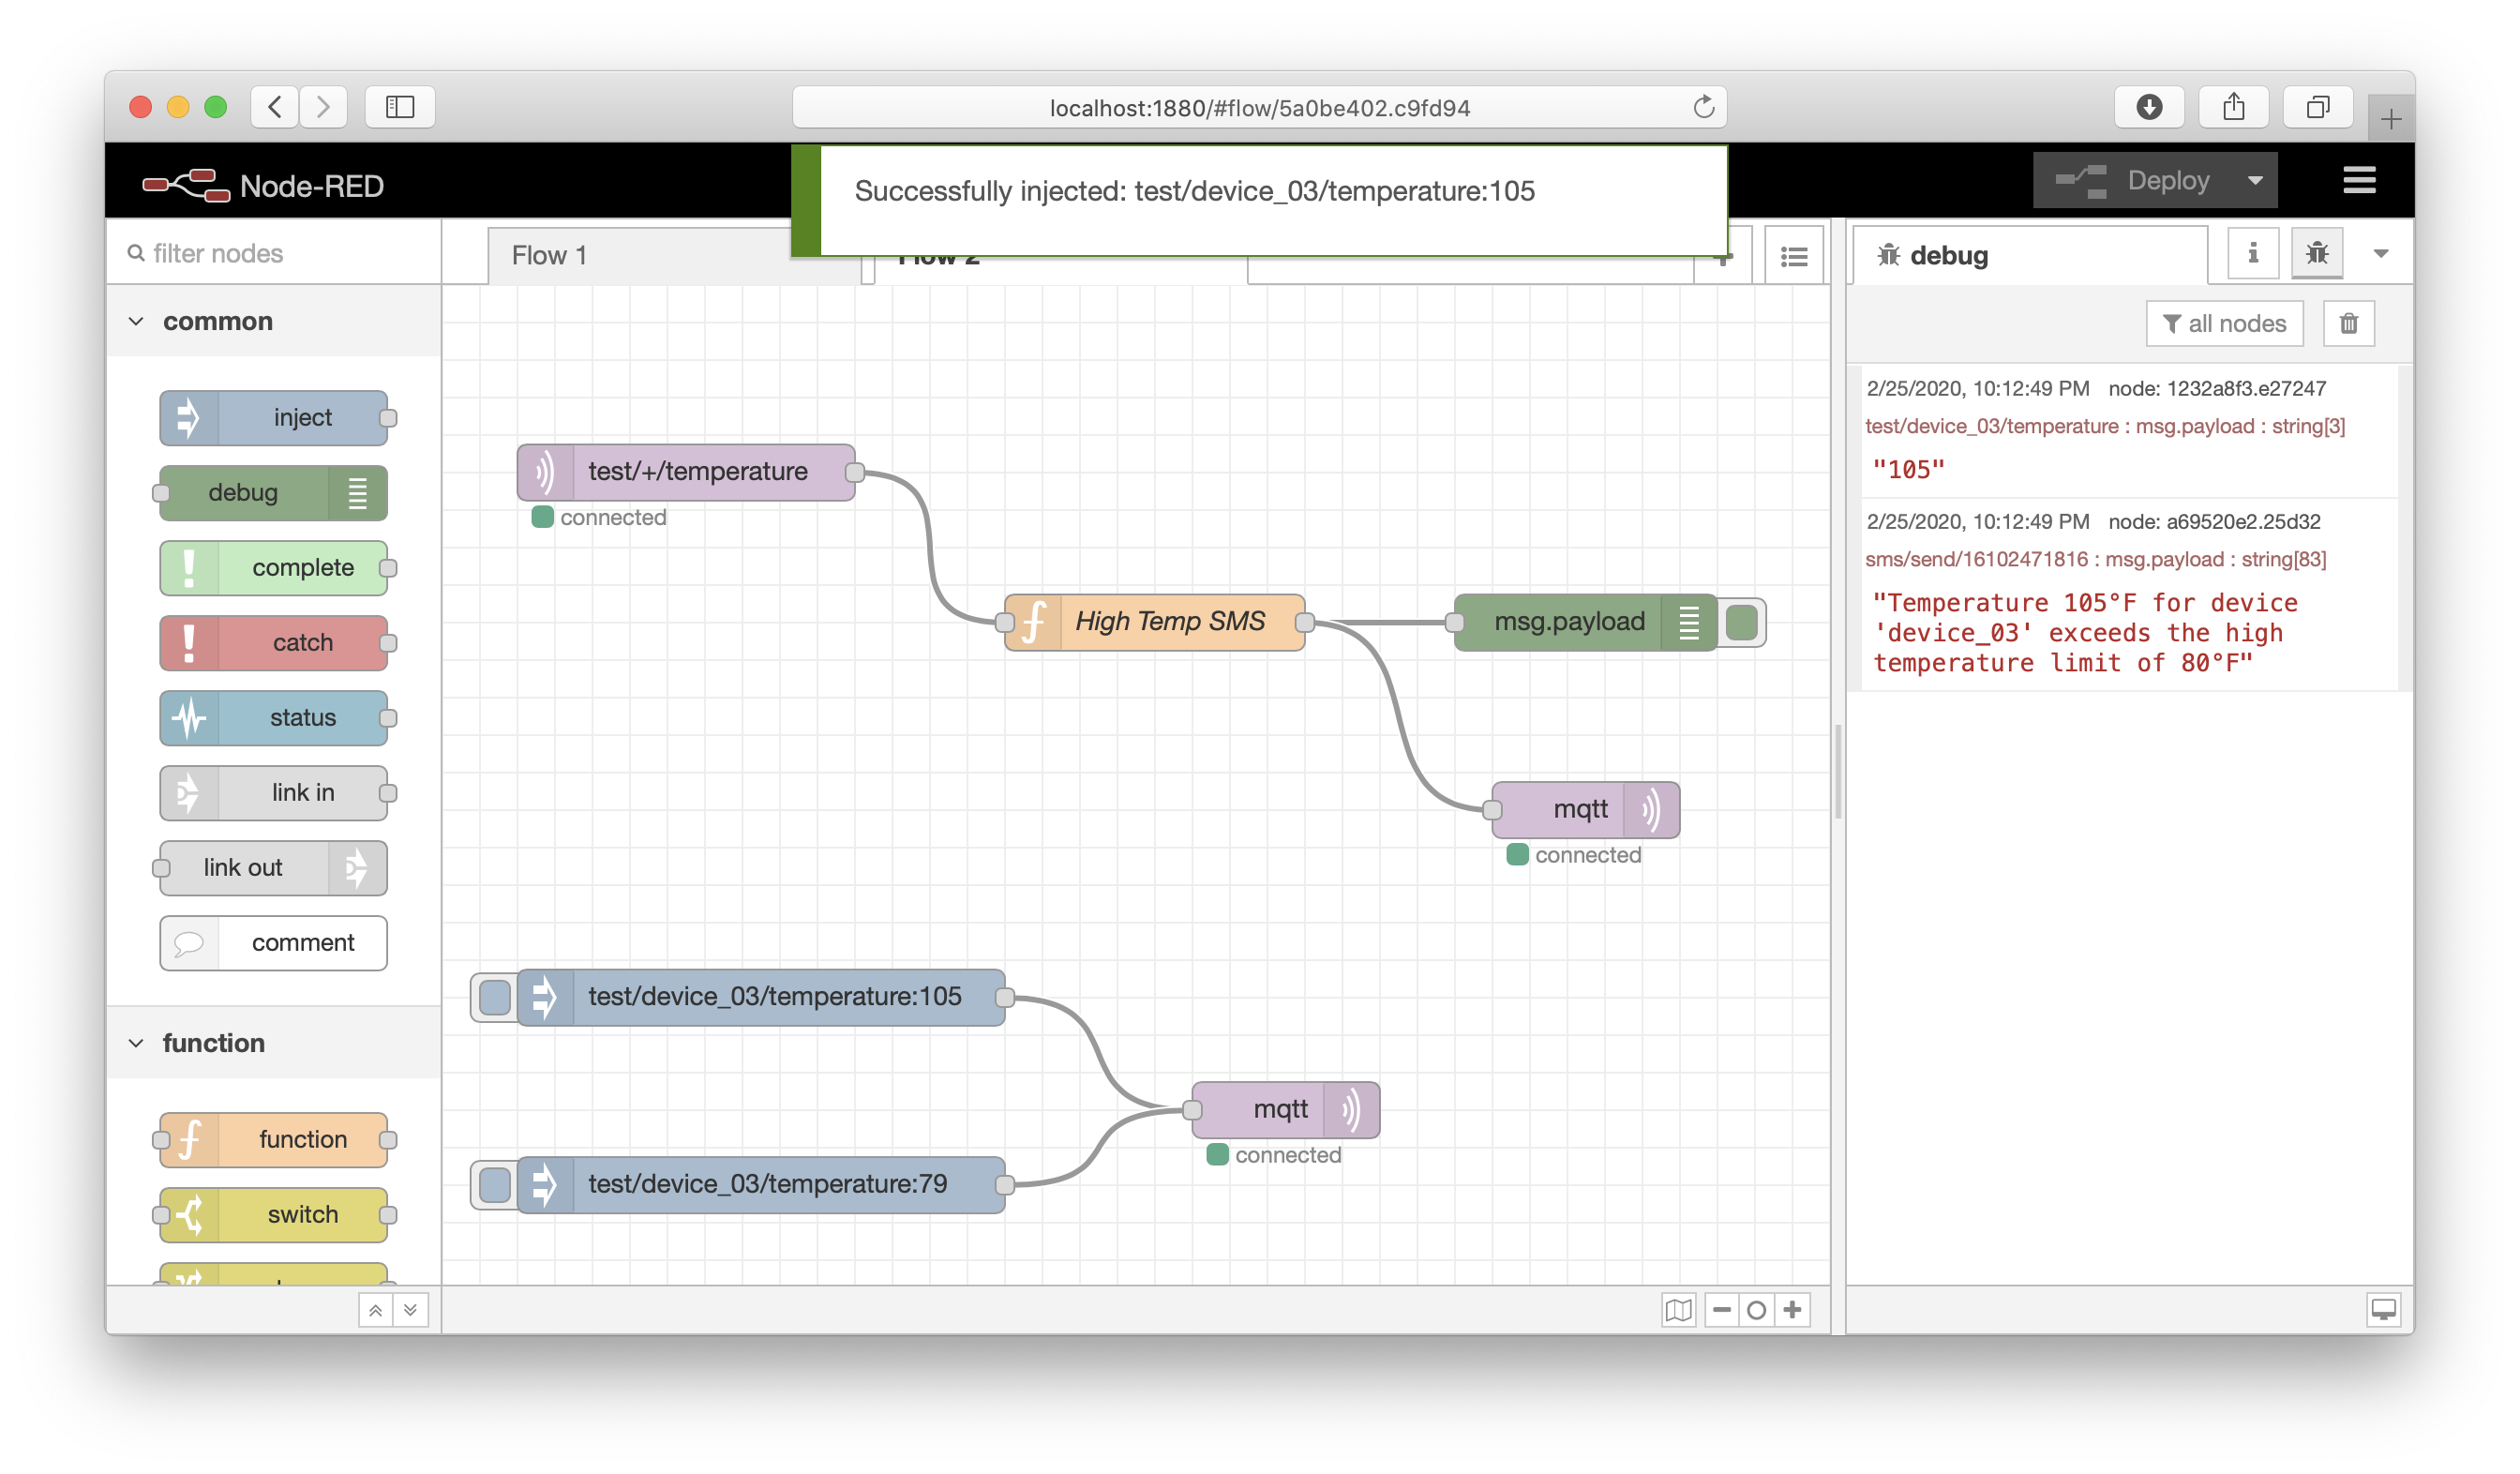 localhost:1880/#flow/5a0be402.c9fd94
Node-RED
Successfully injected: test/device_03/temperature:105
Deploy
filter nodes
Flow 1
Flow 2
debug
i
all nodes
common
inject
debug
complete
catch
status
link in
link out
comment
function
function
switch
test/+/temperature
connected
High Temp SMS
msg.payload
mqtt
connected
test/device_03/temperature:105
mqtt
connected
test/device_03/temperature:79
2/25/2020, 10:12:49 PM node: 1232a8f3.e27247
test/device_03/temperature : msg.payload : string[3]
"105"
2/25/2020, 10:12:49 PM node: a69520e2.25d32
sms/send/16102471816 : msg.payload : string[83]
"Temperature 105°F for device
'device_03' exceeds the high
temperature limit of 80°F"